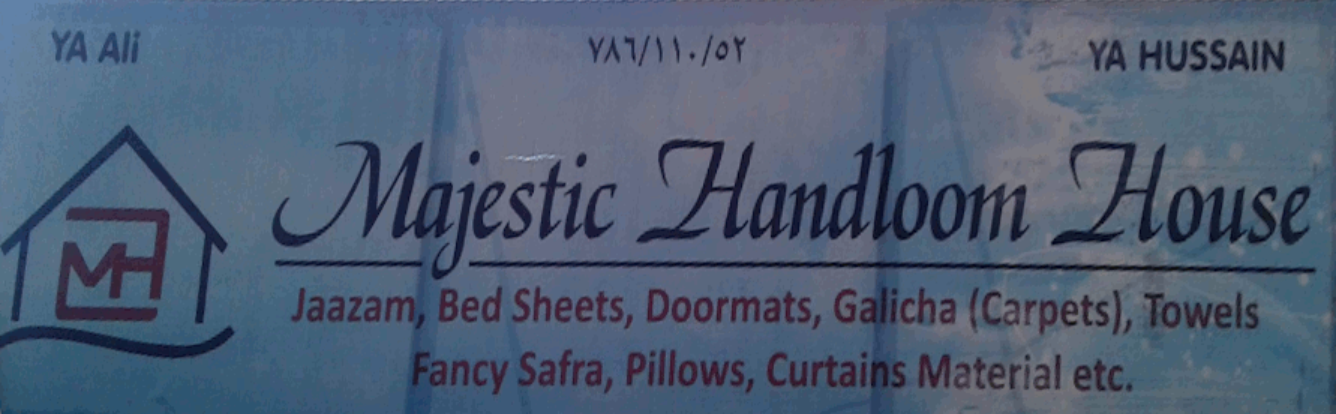 YA Ali ٧٨٦/١١٠/٥٢ YA HUSSAIN
MH
Majestic Handloom House
Jaazam, Bed Sheets, Doormats, Galicha (Carpets), Towels
Fancy Safra, Pillows, Curtains Material etc.